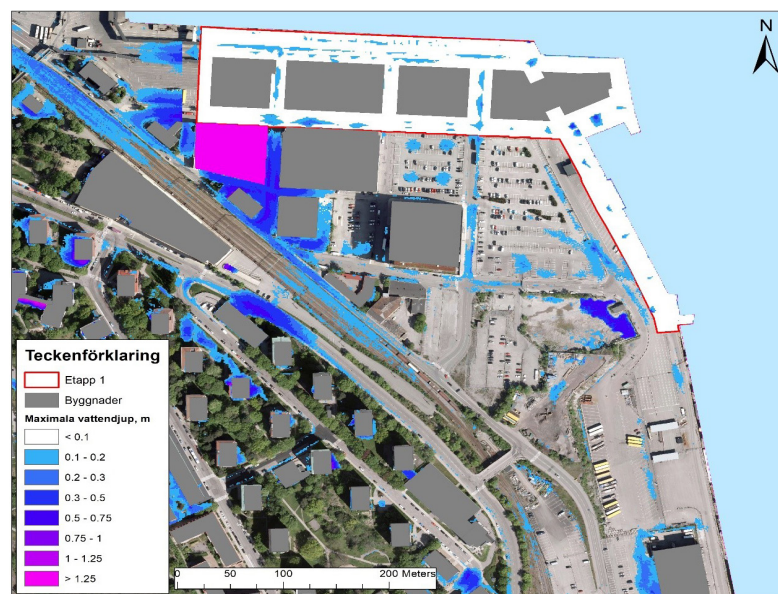 N
Teckenförklaring
Etapp 1
Byggnader
Maximala vattendjup, m
< 0.1
0.1 - 0.2
0.2 - 0.3
0.3 - 0.5
0.5 - 0.75
0.75 - 1
1 - 1.25
> 1.25
0 50 100 200 Meters